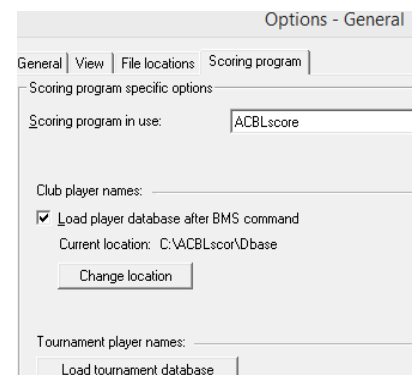 Options - General
General View File locations Scoring program
Scoring program specific options
Scoring program in use: ACBLscore
Club player names:
Load player database after BMS command
Current location: C:\ACBLscor\Dbase
Change location
Tournament player names:
Load tournament database